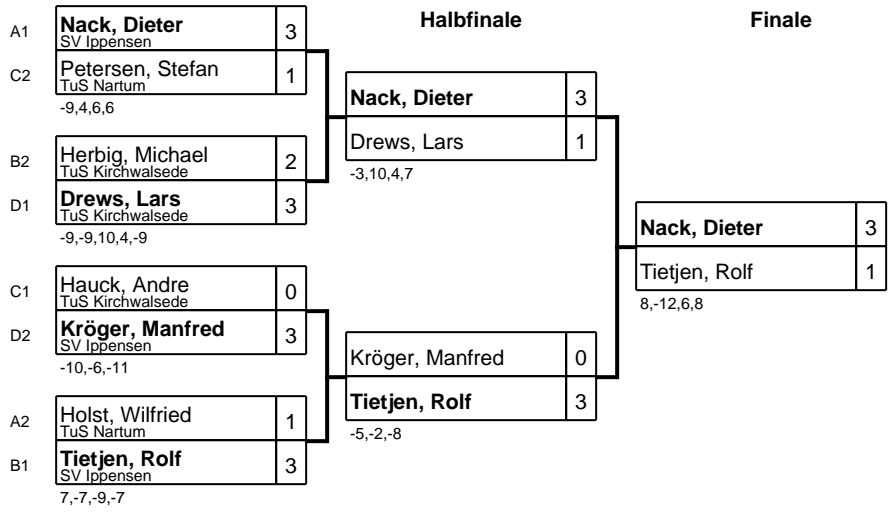 Halbfinale
Finale
A1 Nack, Dieter 3
SV Ippensen
C2 Petersen, Stefan 1
TuS Nartum
-9,4,6,6
B2 Herbig, Michael 2
TuS Kirchwalsede
D1 Drews, Lars 3
TuS Kirchwalsede
-9,-9,10,4,-9
C1 Hauck, Andre 0
TuS Kirchwalsede
D2 Kröger, Manfred 3
SV Ippensen
-10,-6,-11
A2 Holst, Wilfried 1
TuS Nartum
B1 Tietjen, Rolf 3
SV Ippensen
7,-7,-9,-7
Nack, Dieter 3
Drews, Lars 1
-3,10,4,7
Kröger, Manfred 0
Tietjen, Rolf 3
-5,-2,-8
Nack, Dieter 3
Tietjen, Rolf 1
8,-12,6,8